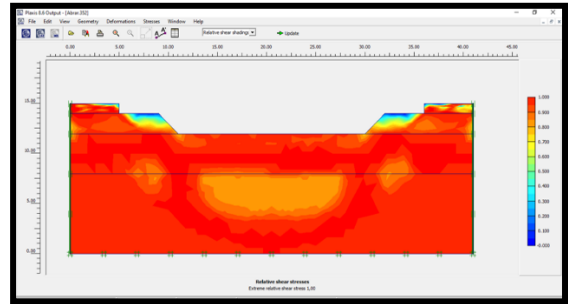 Plaxis 8.6 Output - [Abras 252]
File Edit View Geometry Deformations Stresses Window Help
Relative shear shadings Update
0.00 5.00 10.00 15.00 20.00 25.00 30.00 35.00 40.00 45.00
15.00
10.00
5.00
0.00
1.000
0.900
0.800
0.700
0.600
0.500
0.400
0.300
0.200
0.100
-0.000
Relative shear stresses
Extreme relative shear stress 1,00